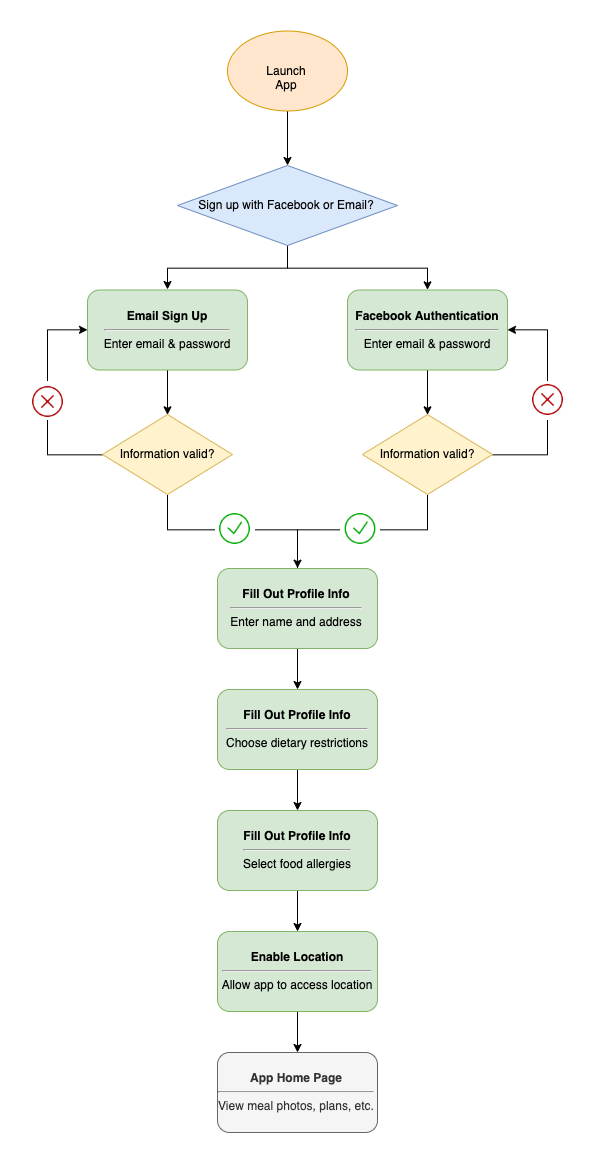 Launch
App
Sign up with Facebook or Email?
Email Sign Up
Enter email & password
Facebook Authentication
Enter email & password
Information valid?
Information valid?
Fill Out Profile Info
Enter name and address
Fill Out Profile Info
Choose dietary restrictions
Fill Out Profile Info
Select food allergies
Enable Location
Allow app to access location
App Home Page
View meal photos, plans, etc.